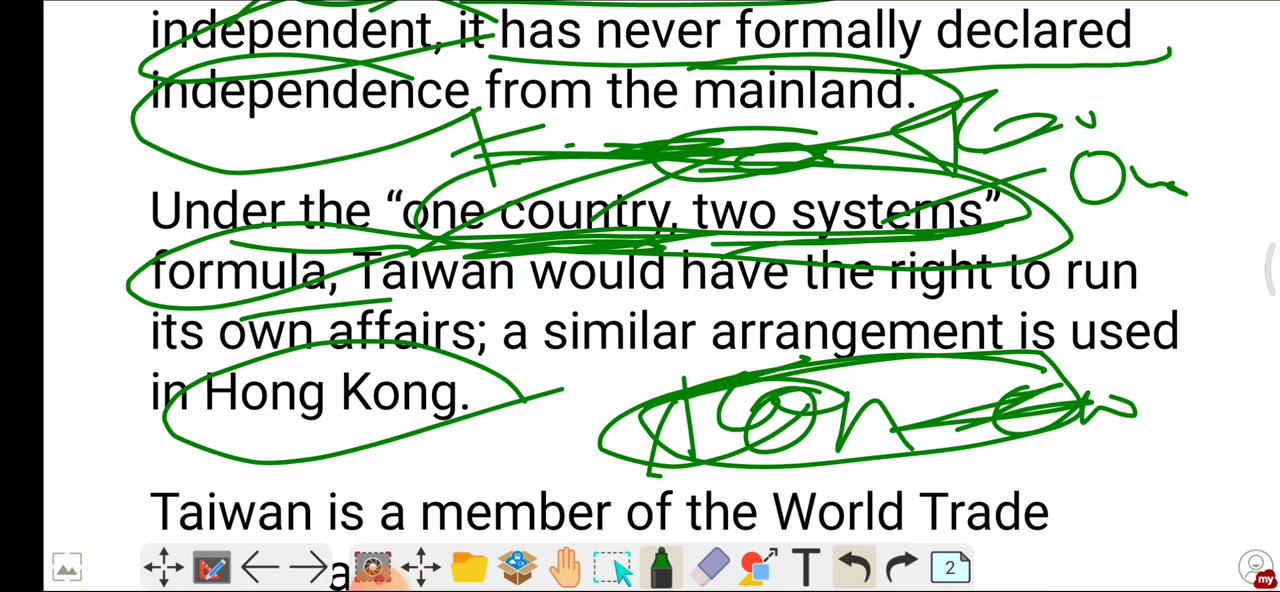 independent, it has never formally declared
independence from the mainland.
Under the “one country, two systems”
formula, Taiwan would have the right to run
its own affairs; a similar arrangement is used
in Hong Kong.
Taiwan is a member of the World Trade
T
2
my